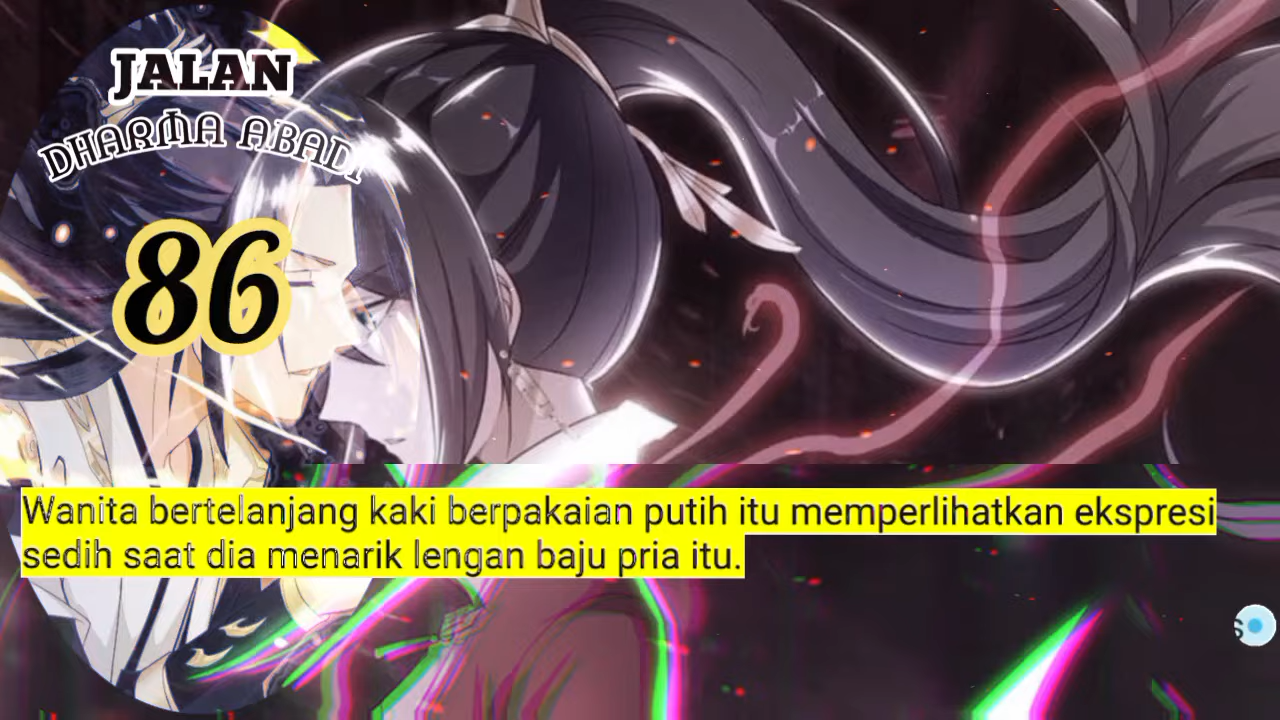 JALAN
DHARMA ABADI
86
Wanita bertelanjang kaki berpakaian putih itu memperlihatkan ekspresi
sedih saat dia menarik lengan baju pria itu.